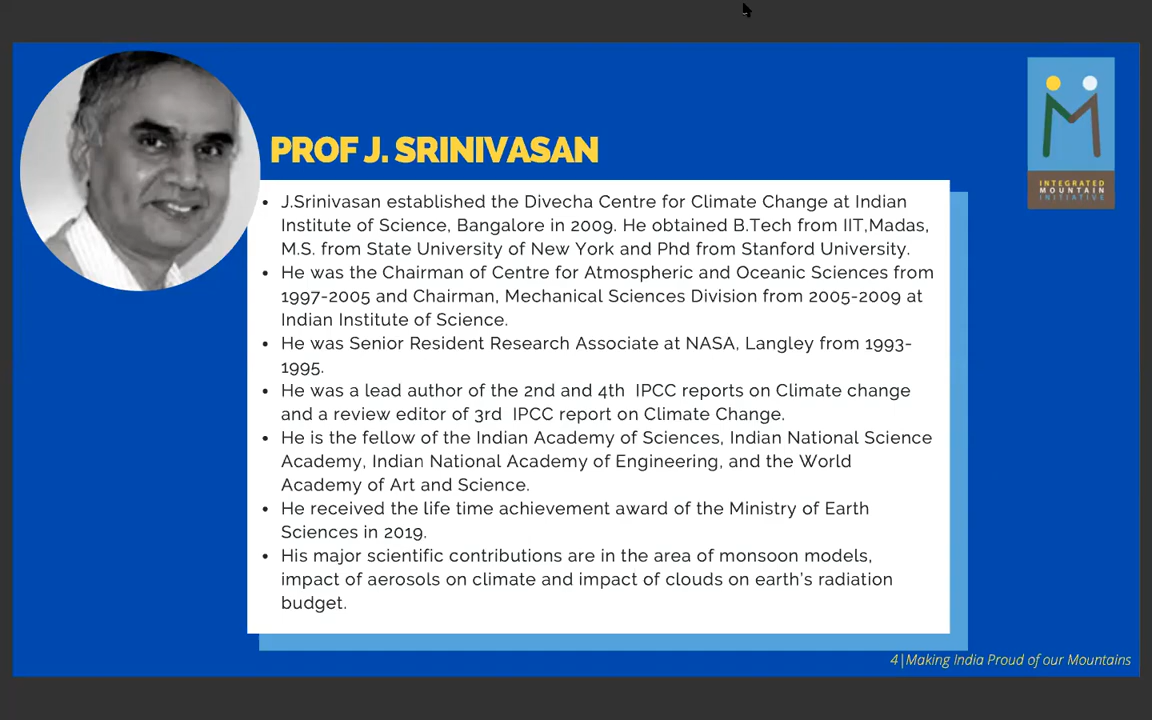 PROF J. SRINIVASAN
INTEGRATED
MOUNTAIN
INITIATIVE
• J.Srinivasan established the Divecha Centre for Climate Change at Indian
Institute of Science, Bangalore in 2009. He obtained B.Tech from IIT,Madas,
M.S. from State University of New York and Phd from Stanford University.
• He was the Chairman of Centre for Atmospheric and Oceanic Sciences from
1997-2005 and Chairman, Mechanical Sciences Division from 2005-2009 at
Indian Institute of Science.
• He was Senior Resident Research Associate at NASA, Langley from 1993-
1995.
• He was a lead author of the 2nd and 4th  IPCC reports on Climate change
and a review editor of 3rd  IPCC report on Climate Change.
• He is the fellow of the Indian Academy of Sciences, Indian National Science
Academy, Indian National Academy of Engineering, and the World
Academy of Art and Science.
• He received the life time achievement award of the Ministry of Earth
Sciences in 2019.
• His major scientific contributions are in the area of monsoon models,
impact of aerosols on climate and impact of clouds on earth's radiation
budget.
4|Making India Proud of our Mountains